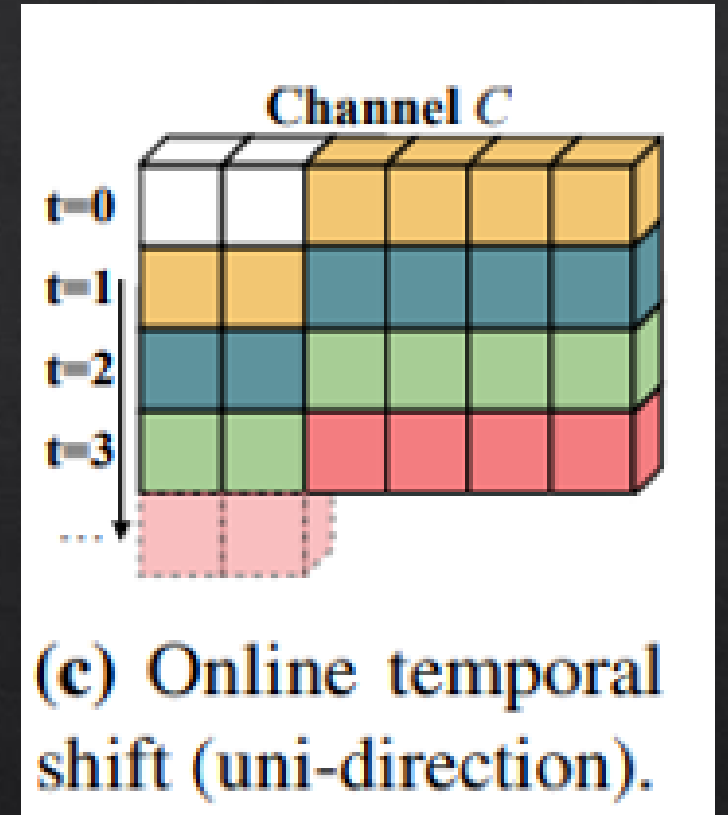 Channel C
t=0
t=1
t=2
t=3
...
(c) Online temporal
shift (uni-direction).